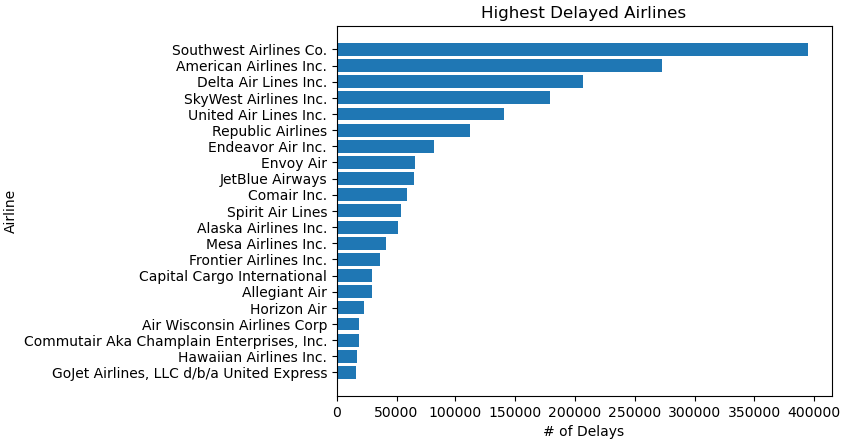 Highest Delayed Airlines
Southwest Airlines Co.
American Airlines Inc.
Delta Air Lines Inc.
SkyWest Airlines Inc.
United Air Lines Inc.
Republic Airlines
Endeavor Air Inc.
Envoy Air
JetBlue Airways
Comair Inc.
Spirit Air Lines
Alaska Airlines Inc.
Mesa Airlines Inc.
Frontier Airlines Inc.
Capital Cargo International
Allegiant Air
Horizon Air
Air Wisconsin Airlines Corp
Commutair Aka Champlain Enterprises, Inc.
Hawaiian Airlines Inc.
GoJet Airlines, LLC d/b/a United Express
Airline
0 50000 100000 150000 200000 250000 300000 350000 400000
# of Delays